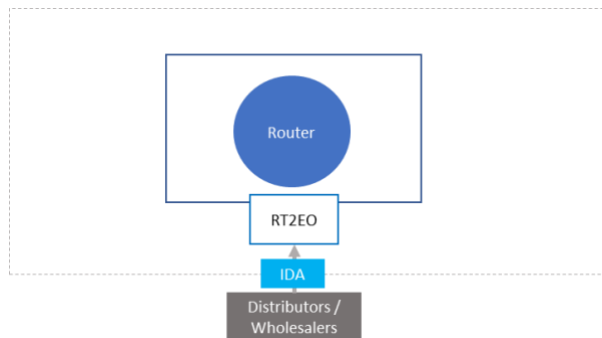 Router
RT2EO
IDA
Distributors /
Wholesalers